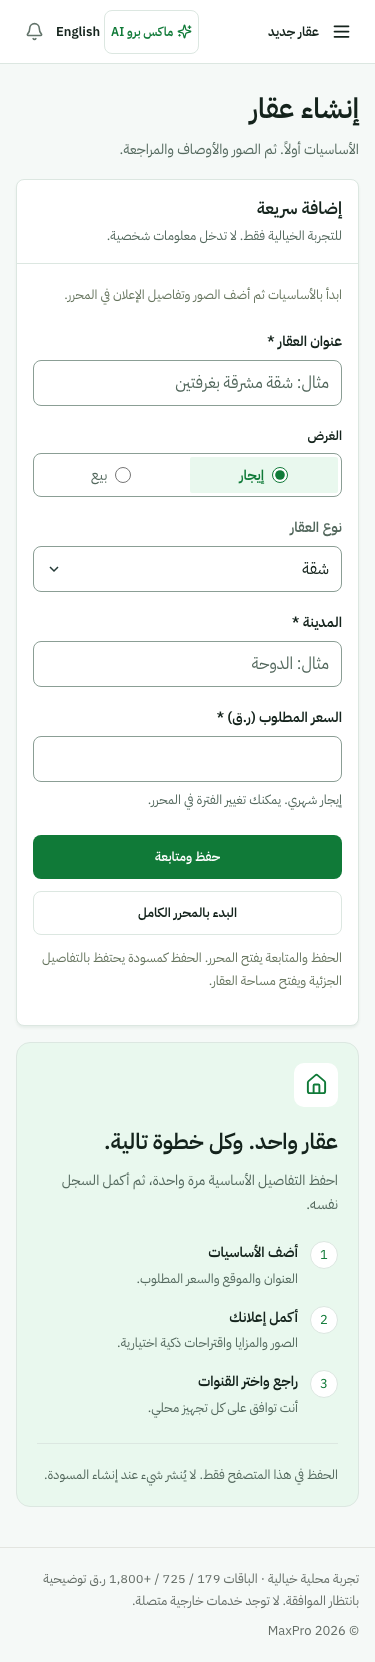 عقار جديد
ماكس برو AI
English
إنشاء عقار
الأساسيات أولاً. ثم الصور والأوصاف والمراجعة.
إضافة سريعة
للتجربة الخيالية فقط. لا تدخل معلومات شخصية.
ابدأ بالأساسيات ثم أضف الصور وتفاصيل الإعلان في المحرر.
عنوان العقار *
مثال: شقة مشرقة بغرفتين
الغرض
إيجار
بيع
نوع العقار
شقة
المدينة *
مثال: الدوحة
السعر المطلوب (ر.ق) *
إيجار شهري. يمكنك تغيير الفترة في المحرر.
حفظ ومتابعة
البدء بالمحرر الكامل
الحفظ والمتابعة يفتح المحرر. الحفظ كمسودة يحتفظ بالتفاصيل
الجزئية ويفتح مساحة العقار.
عقار واحد. وكل خطوة تالية.
احفظ التفاصيل الأساسية مرة واحدة، ثم أكمل السجل
نفسه.
1
أضف الأساسيات
العنوان والموقع والسعر المطلوب.
2
أكمل إعلانك
الصور والمزايا واقتراحات ذكية اختيارية.
3
راجع واختر القنوات
أنت توافق على كل تجهيز محلي.
الحفظ في هذا المتصفح فقط. لا يُنشر شيء عند إنشاء المسودة.
تجربة محلية خيالية · الباقات 179 / 725 / +1,800 ر.ق توضيحية
بانتظار الموافقة. لا توجد خدمات خارجية متصلة.
© 2026 MaxPro